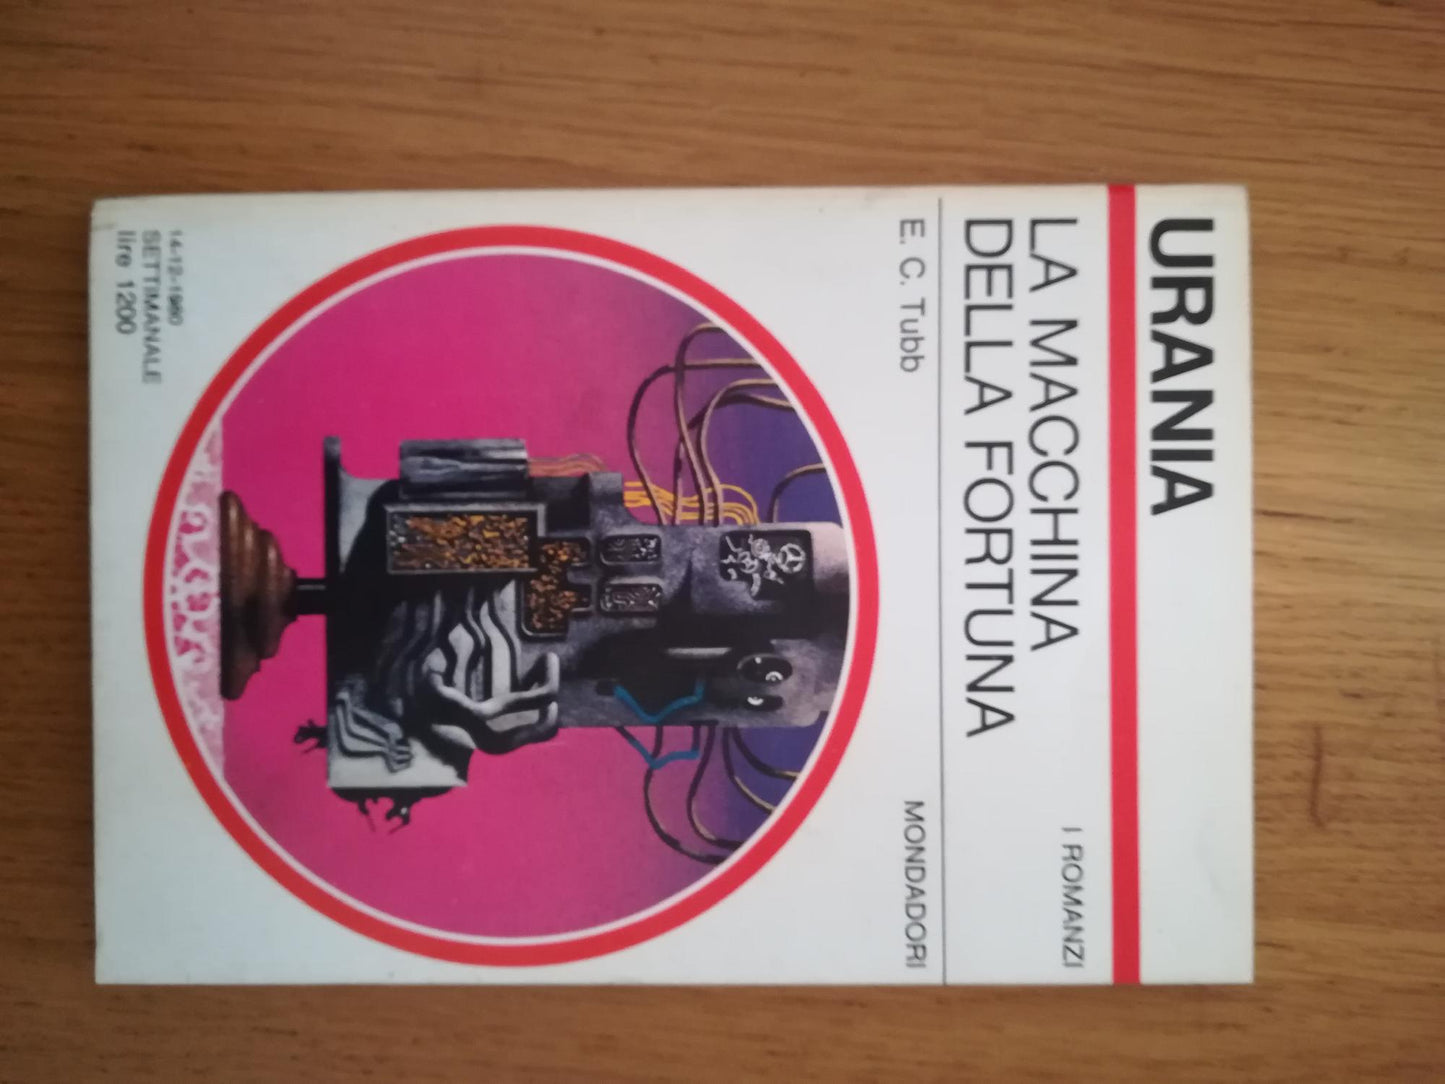 URANIA
I ROMANZI
LA MACCHINA
DELLA FORTUNA
E. C. Tubb
MONDADORI
14-12-1980
SETTIMANALE
lire 1200